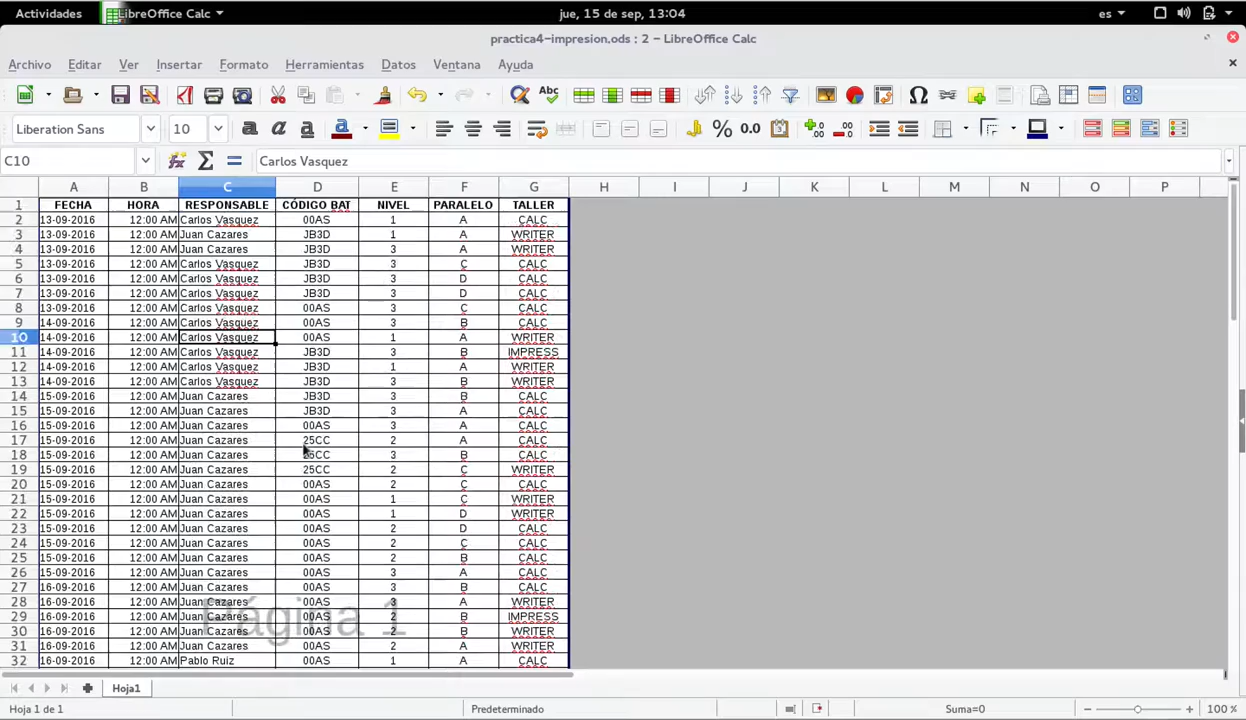 Actividades LibreOffice Calc jue, 15 de sep, 13:04 es
practica4-impresion.ods : 2 – LibreOffice Calc
Archivo Editar Ver Insertar Formato Herramientas Datos Ventana Ayuda
Liberation Sans 10
C10 Carlos Vasquez
A B C D E F G H I J K L M N O P
1 FECHA HORA RESPONSABLE CÓDIGO BAT NIVEL PARALELO TALLER
2 13-09-2016 12:00 AM Carlos Vasquez 00AS 1 A CALC
3 13-09-2016 12:00 AM Juan Cazares JB3D 1 A WRITER
4 13-09-2016 12:00 AM Juan Cazares JB3D 3 A WRITER
5 13-09-2016 12:00 AM Carlos Vasquez JB3D 3 C CALC
6 13-09-2016 12:00 AM Carlos Vasquez JB3D 3 D CALC
7 13-09-2016 12:00 AM Carlos Vasquez JB3D 3 D CALC
8 13-09-2016 12:00 AM Carlos Vasquez 00AS 3 C CALC
9 14-09-2016 12:00 AM Carlos Vasquez 00AS 3 B CALC
10 14-09-2016 12:00 AM Carlos Vasquez 00AS 1 A WRITER
11 14-09-2016 12:00 AM Carlos Vasquez JB3D 3 B IMPRESS
12 14-09-2016 12:00 AM Carlos Vasquez JB3D 1 A WRITER
13 14-09-2016 12:00 AM Carlos Vasquez JB3D 3 B WRITER
14 15-09-2016 12:00 AM Juan Cazares JB3D 3 B CALC
15 15-09-2016 12:00 AM Juan Cazares JB3D 3 A CALC
16 15-09-2016 12:00 AM Juan Cazares 00AS 3 A CALC
17 15-09-2016 12:00 AM Juan Cazares 25CC 2 A CALC
18 15-09-2016 12:00 AM Juan Cazares 25CC 3 B CALC
19 15-09-2016 12:00 AM Juan Cazares 25CC 2 C WRITER
20 15-09-2016 12:00 AM Juan Cazares 00AS 2 C CALC
21 15-09-2016 12:00 AM Juan Cazares 00AS 1 C WRITER
22 15-09-2016 12:00 AM Juan Cazares 00AS 1 D WRITER
23 15-09-2016 12:00 AM Juan Cazares 00AS 2 D CALC
24 15-09-2016 12:00 AM Juan Cazares 00AS 2 C CALC
25 15-09-2016 12:00 AM Juan Cazares 00AS 2 B CALC
26 15-09-2016 12:00 AM Juan Cazares 00AS 3 A CALC
27 16-09-2016 12:00 AM Juan Cazares 00AS 3 B CALC
28 16-09-2016 12:00 AM Juan Cazares 00AS 3 A WRITER
29 16-09-2016 12:00 AM Juan Cazares 00AS 2 B IMPRESS
Página 1
30 16-09-2016 12:00 AM Juan Cazares 00AS 2 B WRITER
31 16-09-2016 12:00 AM Juan Cazares 00AS 2 A WRITER
32 16-09-2016 12:00 AM Pablo Ruiz 00AS 1 A CALC
Hoja1
Hoja 1 de 1 Predeterminado Suma=0 100 %